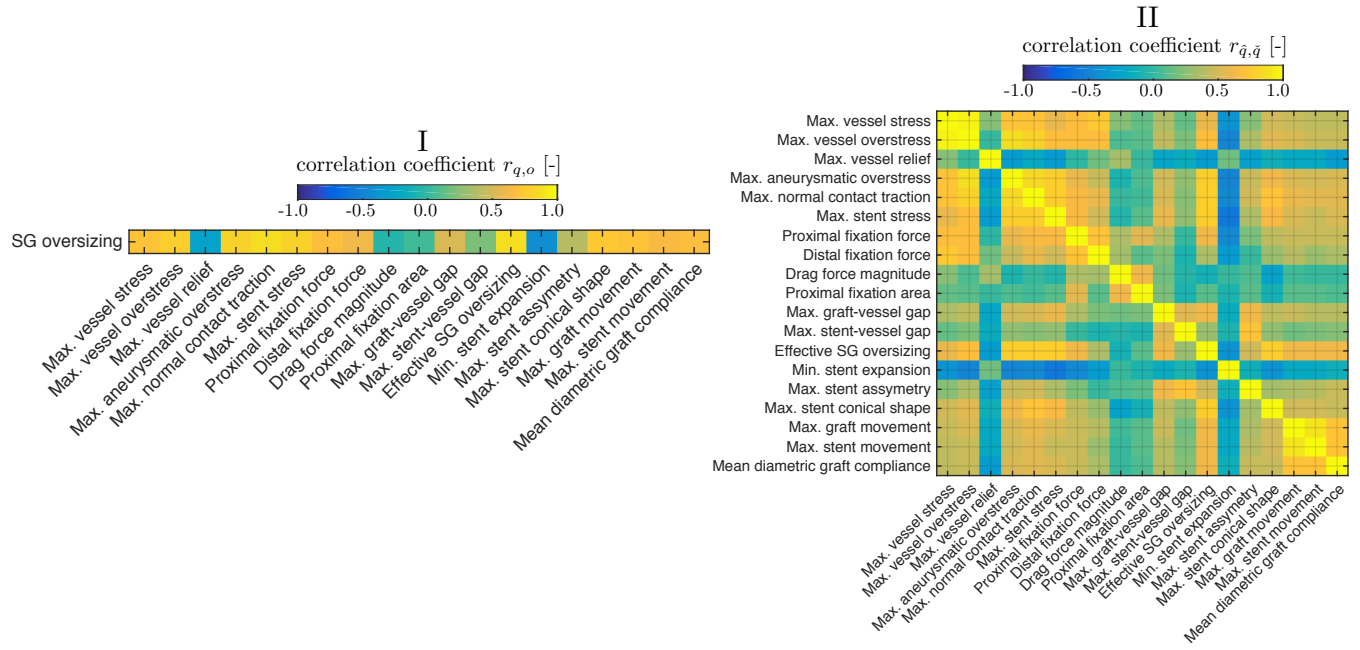 I
correlation coefficient r_{q,o} [-]
-1.0 -0.5 0.0 0.5 1.0
SG oversizing
Max. vessel stress
Max. vessel overstress
Max. vessel relief
Max. aneurysmatic overstress
Max. normal contact traction
Max. stent stress
Proximal fixation force
Distal fixation force
Drag force magnitude
Proximal fixation area
Max. graft-vessel gap
Max. stent-vessel gap
Effective SG oversizing
Min. stent expansion
Max. stent assymetry
Max. stent conical shape
Max. graft movement
Max. stent movement
Mean diametric graft compliance
II
correlation coefficient r_{q̂,q̌} [-]
-1.0 -0.5 0.0 0.5 1.0
Max. vessel stress
Max. vessel overstress
Max. vessel relief
Max. aneurysmatic overstress
Max. normal contact traction
Max. stent stress
Proximal fixation force
Distal fixation force
Drag force magnitude
Proximal fixation area
Max. graft-vessel gap
Max. stent-vessel gap
Effective SG oversizing
Min. stent expansion
Max. stent assymetry
Max. stent conical shape
Max. graft movement
Max. stent movement
Mean diametric graft compliance
Max. vessel stress
Max. vessel overstress
Max. vessel relief
Max. aneurysmatic overstress
Max. normal contact traction
Max. stent stress
Proximal fixation force
Distal fixation force
Drag force magnitude
Proximal fixation area
Max. graft-vessel gap
Max. stent-vessel gap
Effective SG oversizing
Min. stent expansion
Max. stent assymetry
Max. stent conical shape
Max. graft movement
Max. stent movement
Mean diametric graft compliance